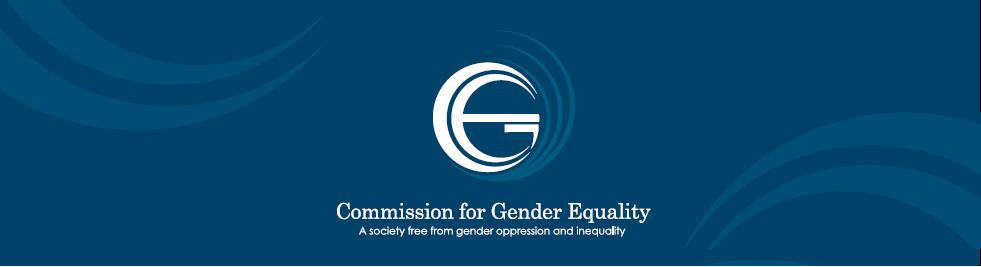 Commission for Gender Equality
A society free from gender oppression and inequality